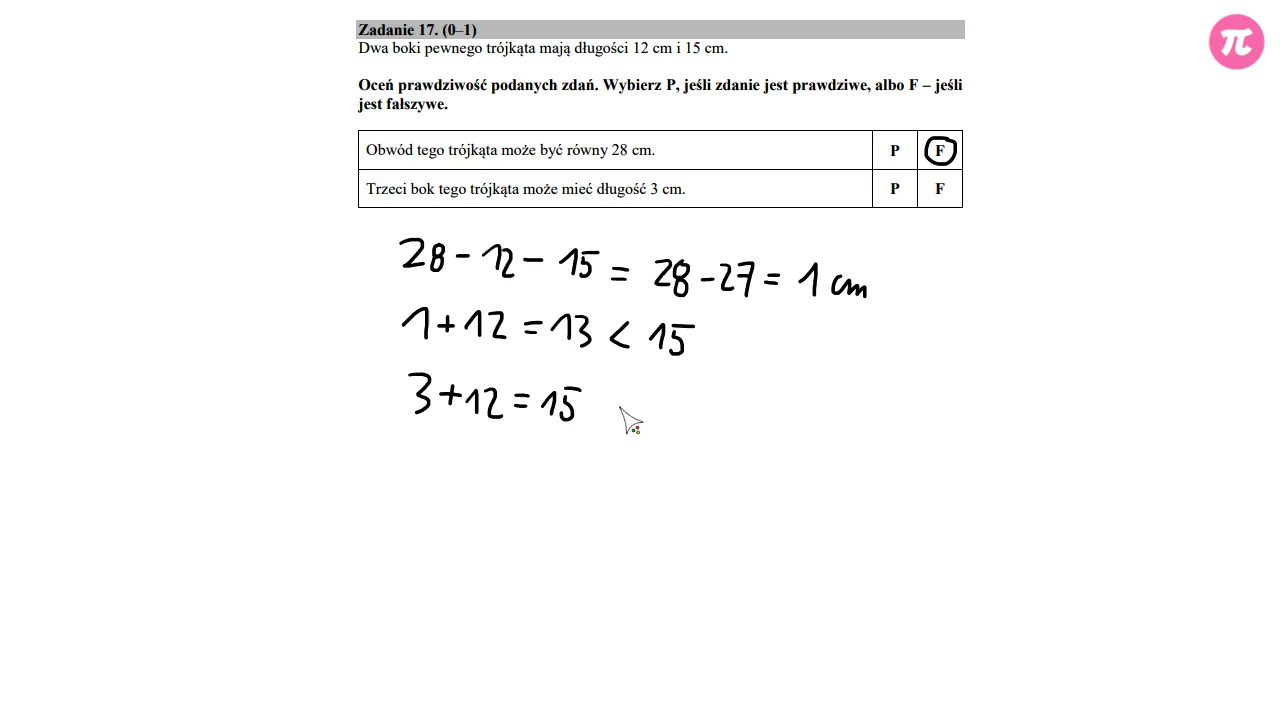 Zadanie 17. (0–1)
Dwa boki pewnego trójkąta mają długości 12 cm i 15 cm.
Oceń prawdziwość podanych zdań. Wybierz P, jeśli zdanie jest prawdziwe, albo F – jeśli
jest fałszywe.
Obwód tego trójkąta może być równy 28 cm. P F
Trzeci bok tego trójkąta może mieć długość 3 cm. P F
28 - 12 - 15 = 28 - 27 = 1 cm
1 + 12 = 13 < 15
3 + 12 = 15
π